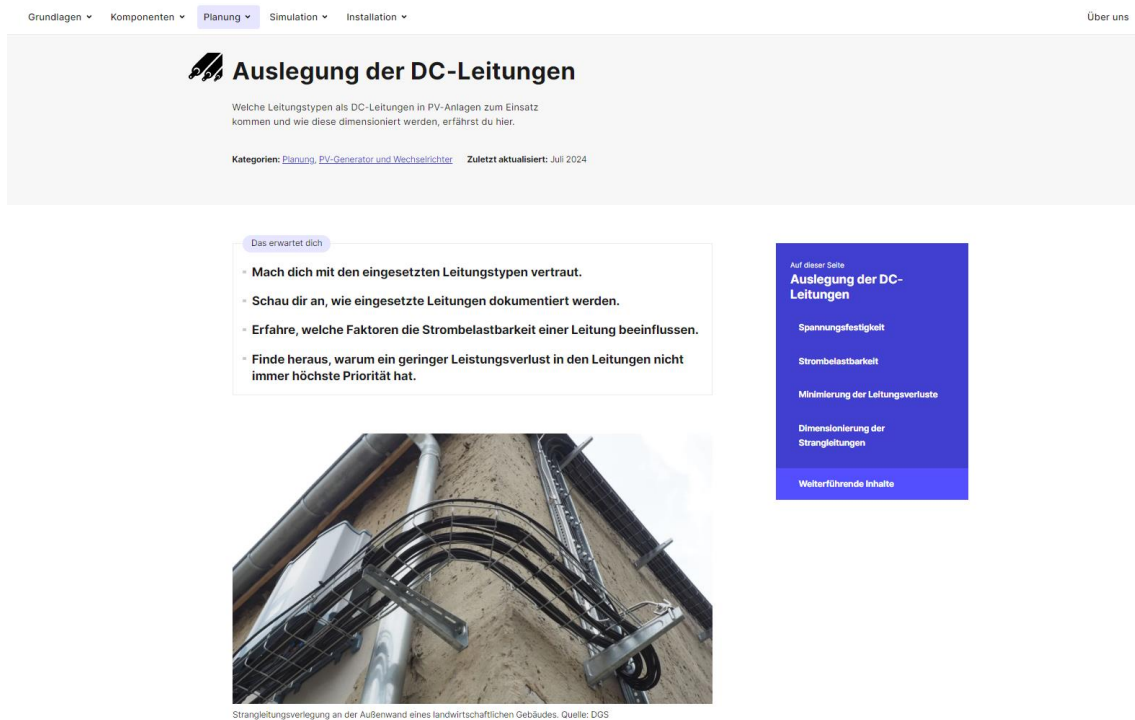 Grundlagen Komponenten Planung Simulation Installation Über uns
Auslegung der DC-Leitungen
Welche Leitungstypen als DC-Leitungen in PV-Anlagen zum Einsatz
kommen und wie diese dimensioniert werden, erfährst du hier.
Kategorien: Planung, PV-Generator und Wechselrichter Zuletzt aktualisiert: Juli 2024
Das erwartet dich
Mach dich mit den eingesetzten Leitungstypen vertraut.
Schau dir an, wie eingesetzte Leitungen dokumentiert werden.
Erfahre, welche Faktoren die Strombelastbarkeit einer Leitung beeinflussen.
Finde heraus, warum ein geringer Leistungsverlust in den Leitungen nicht
immer höchste Priorität hat.
Strangleitungsverlegung an der Außenwand eines landwirtschaftlichen Gebäudes. Quelle: DGS
Auf dieser Seite
Auslegung der DC-
Leitungen
Spannungsfestigkeit
Strombelastbarkeit
Minimierung der Leitungsverluste
Dimensionierung der
Strangleitungen
Weiterführende Inhalte